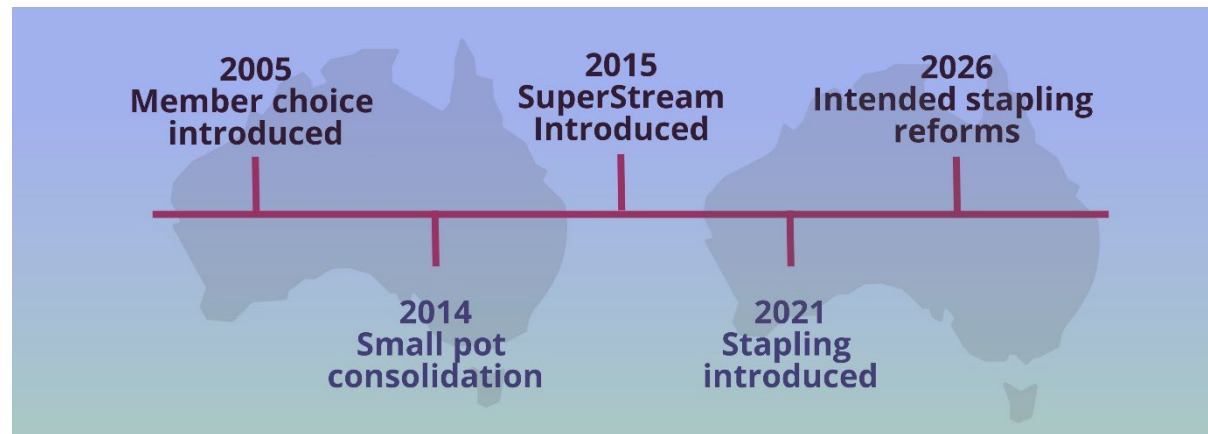 2005
Member choice
introduced
2014
Small pot
consolidation
2015
SuperStream
Introduced
2021
Stapling
introduced
2026
Intended stapling
reforms